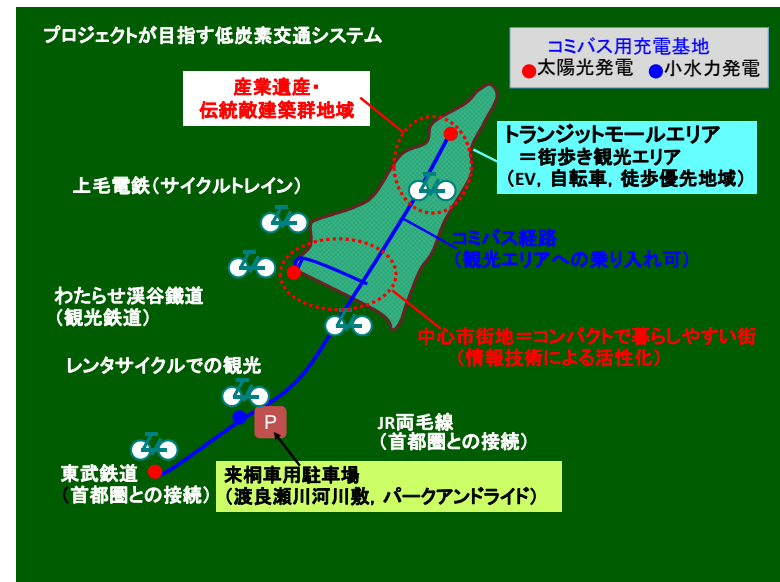 プロジェクトが目指す低炭素交通システム
コミバス用充電基地
太陽光発電 小水力発電
産業遺産・
伝統敵建築群地域
トランジットモールエリア
＝街歩き観光エリア
（EV，自転車，徒歩優先地域）
上毛電鉄（サイクルトレイン）
コミバス経路
（観光エリアへの乗り入れ可）
わたらせ渓谷鐵道
（観光鉄道）
中心市街地＝コンパクトで暮らしやすい街
（情報技術による活性化）
レンタサイクルでの観光
P
JR両毛線
（首都圏との接続）
東武鉄道
（首都圏との接続）
来桐車用駐車場
（渡良瀬川河川敷，パークアンドライド）